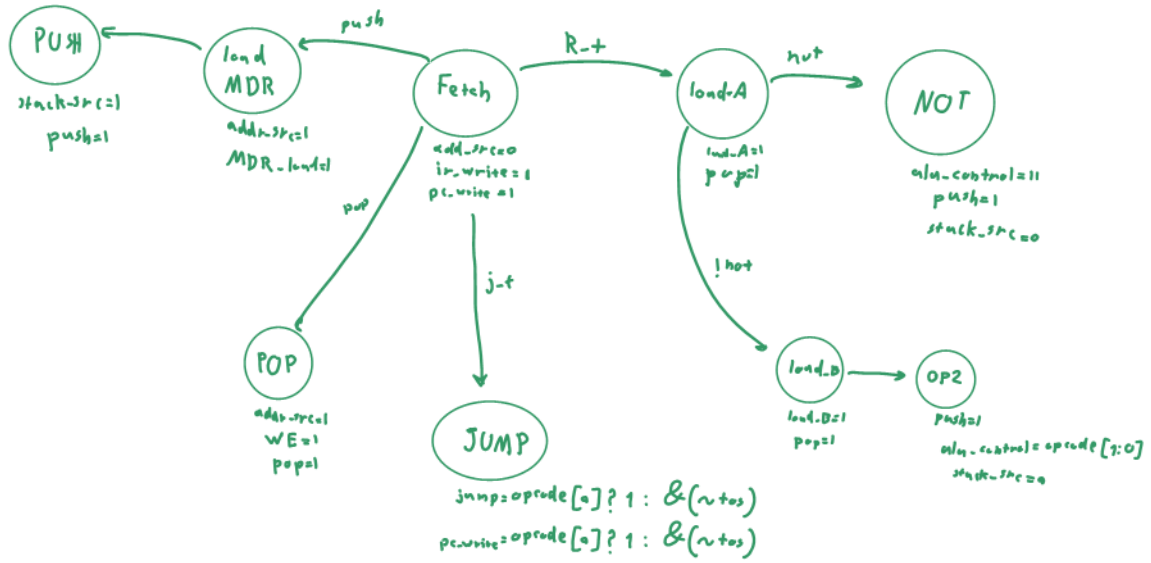 PUSH
stack_src=1
push=1
load
MDR
addr_src=1
MDR_load=1
push
Fetch
add_src=0
ir_write=1
pc_write=1
R_t
load_A
load_A=1
pop=1
not
NOT
alu_control=11
push=1
stack_src=0
pop
j_t
!not
POP
addr_src=1
WE=1
pop=1
JUMP
jump=opcode[0]? 1: &(~tos)
pc_write=opcode[0]? 1: &(~tos)
load_B
load_B=1
pop=1
OP2
push=1
alu_control=opcode[1:0]
stack_src=0